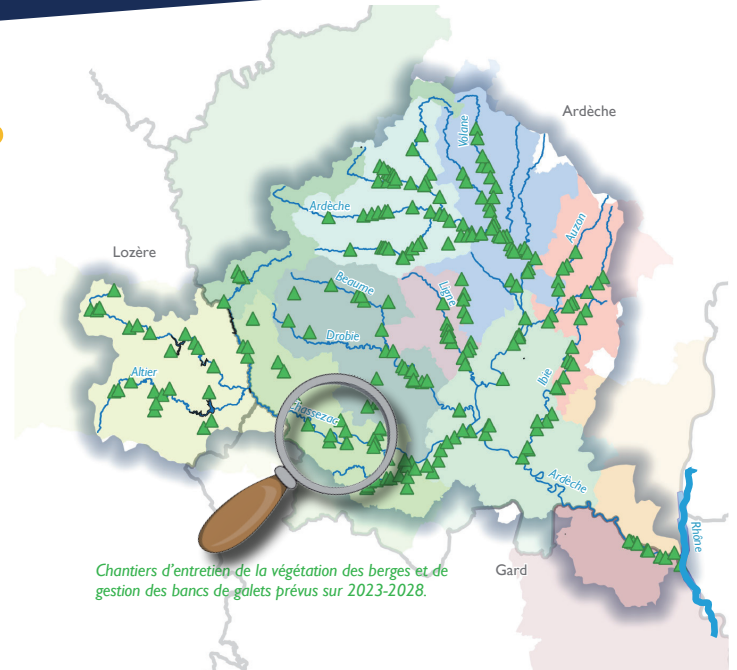 Ardèche
Volane
Ardèche
Auzon
Lozère
Beaume
Ligne
Drobie
Altier
Ibie
Chassezac
Ardèche
Rhône
Gard
Chantiers d'entretien de la végétation des berges et de
gestion des bancs de galets prévus sur 2023-2028.